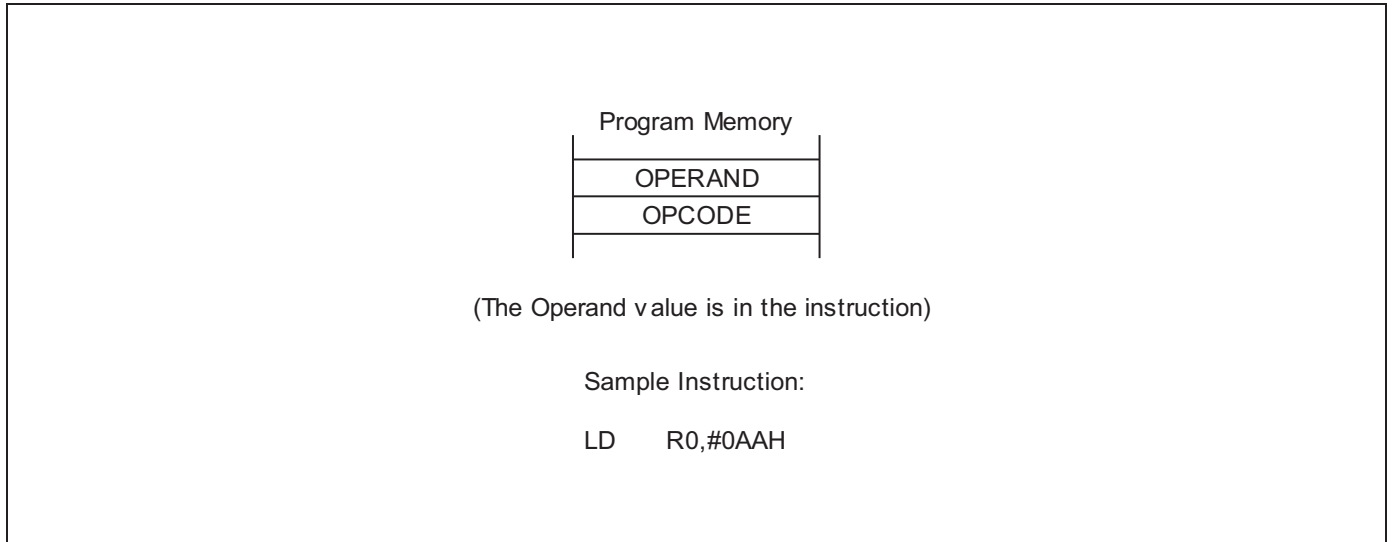 Program Memory
OPERAND
OPCODE
(The Operand value is in the instruction)
Sample Instruction:
LD R0,#0AAH